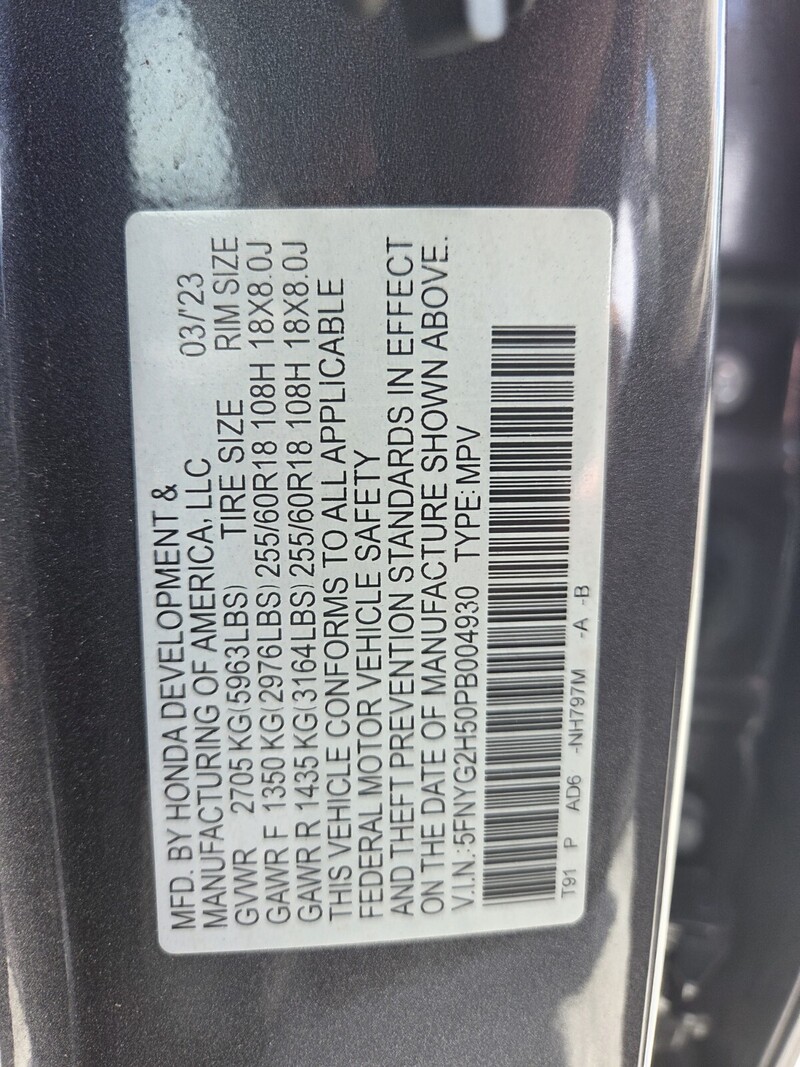 MFD. BY HONDA DEVELOPMENT &
MANUFACTURING OF AMERICA, LLC 03/'23
GVWR 2705 KG(5963LBS) TIRE SIZE RIM SIZE
GAWR F 1350 KG(2976LBS) 255/60R18 108H 18X8.0J
GAWR R 1435 KG(3164LBS) 255/60R18 108H 18X8.0J
THIS VEHICLE CONFORMS TO ALL APPLICABLE
FEDERAL MOTOR VEHICLE SAFETY
AND THEFT PREVENTION STANDARDS IN EFFECT
ON THE DATE OF MANUFACTURE SHOWN ABOVE.
V.I.N.:5FNYG2H50PB004930 TYPE:MPV
T91 P AD6 -NH797M -A -B